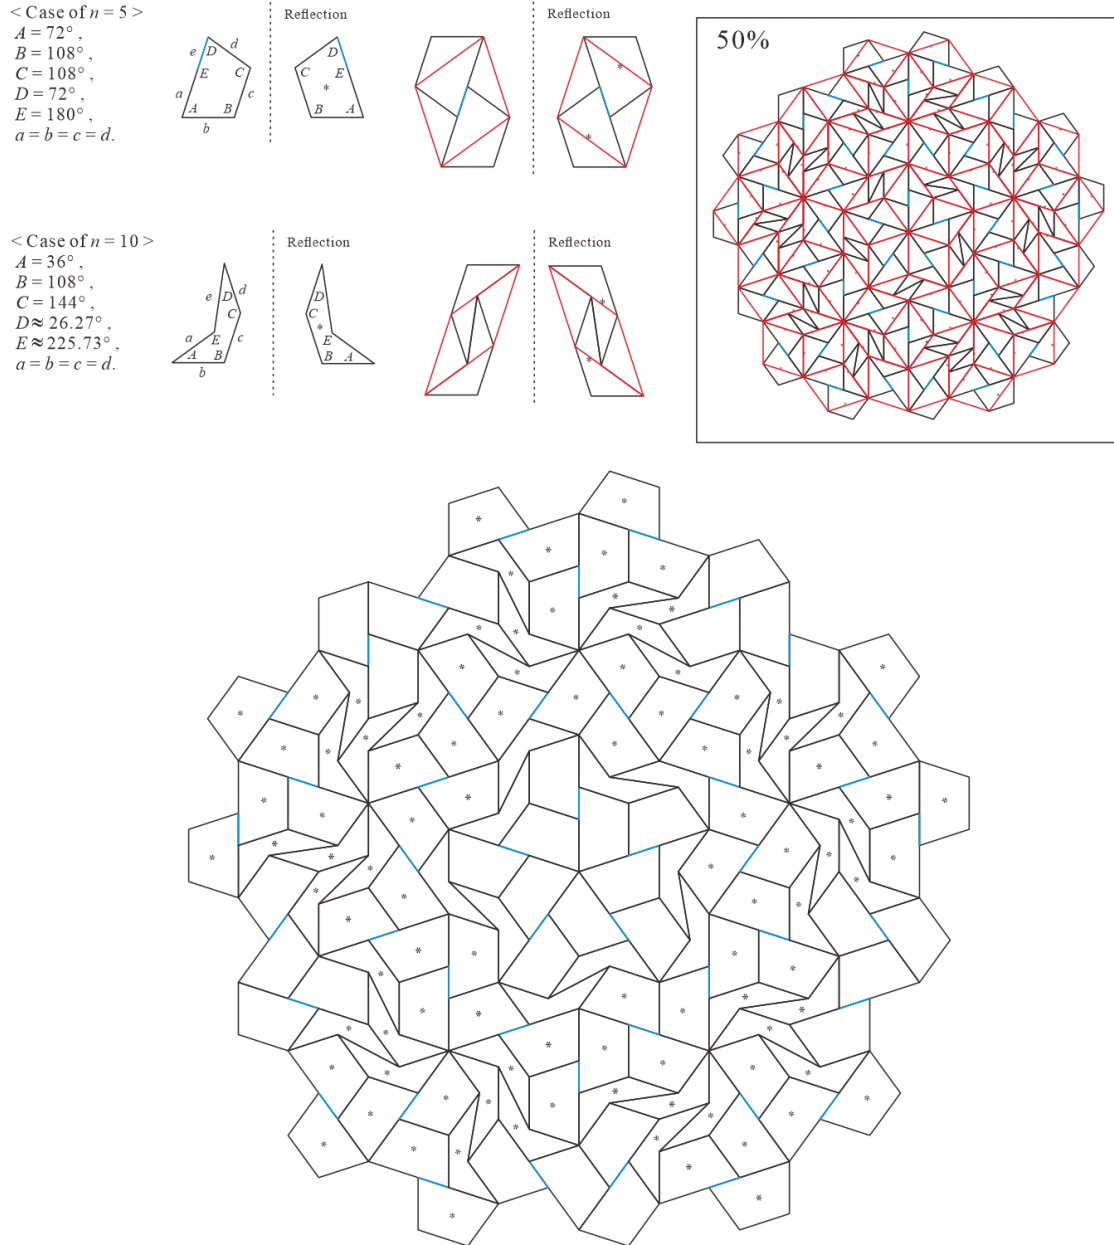 < Case of n = 5 >
A = 72° ,
B = 108° ,
C = 108° ,
D = 72° ,
E = 180° ,
a = b = c = d.
e D d
E C
a c
A B
b
Reflection
D
C E
*
B A
*
*
50%
< Case of n = 10 >
A = 36° ,
B = 108° ,
C = 144° ,
D ≈ 26.27° ,
E ≈ 225.73° ,
a = b = c = d.
e D d
C
a E c
A B
b
Reflection
D
C
*
E
B A
Reflection
*
*